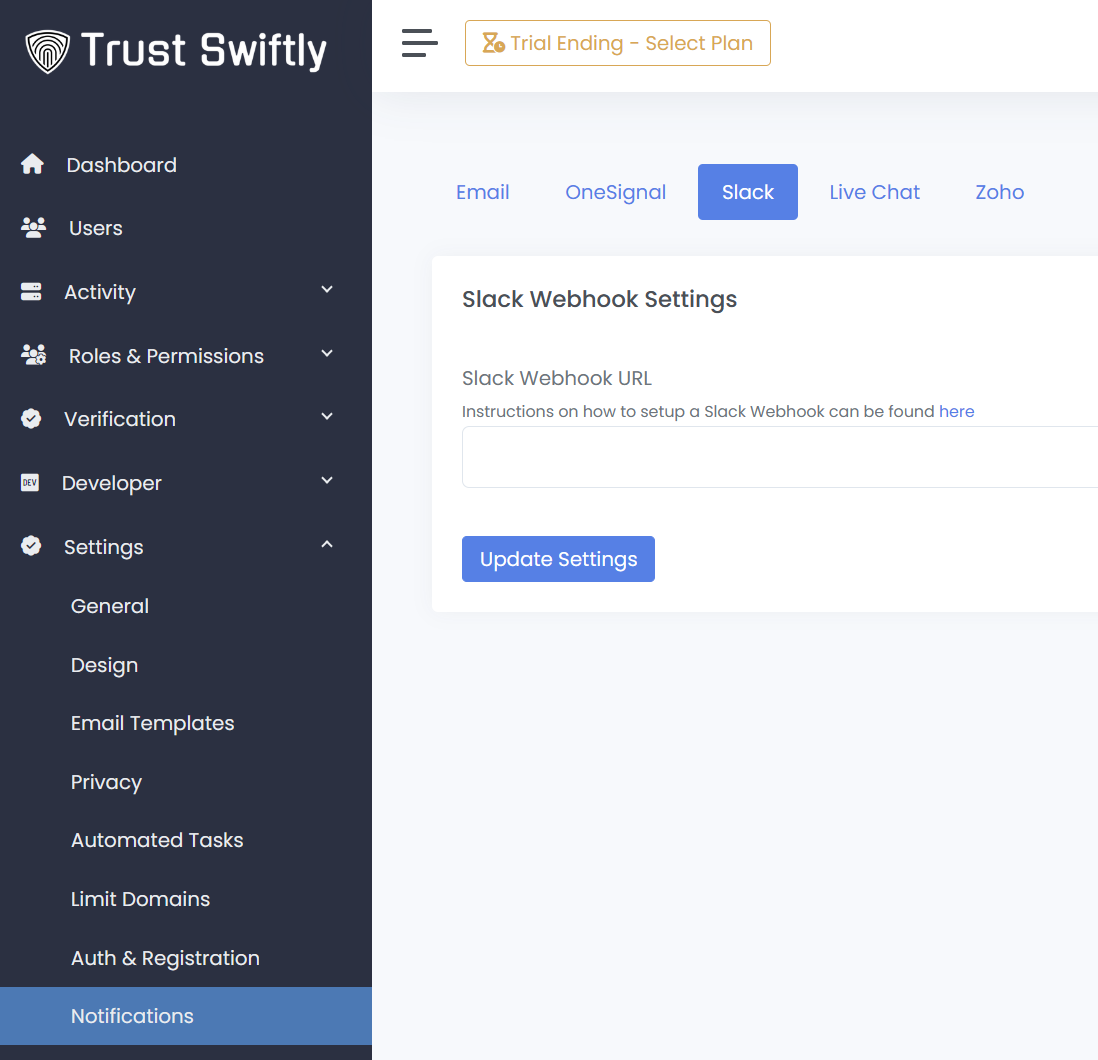 Trust Swiftly
Dashboard
Users
Activity
Roles & Permissions
Verification
DEV
Developer
Settings
General
Design
Email Templates
Privacy
Automated Tasks
Limit Domains
Auth & Registration
Notifications
Trial Ending - Select Plan
Email OneSignal Slack Live Chat Zoho
Slack Webhook Settings
Slack Webhook URL
Instructions on how to setup a Slack Webhook can be found here
Update Settings